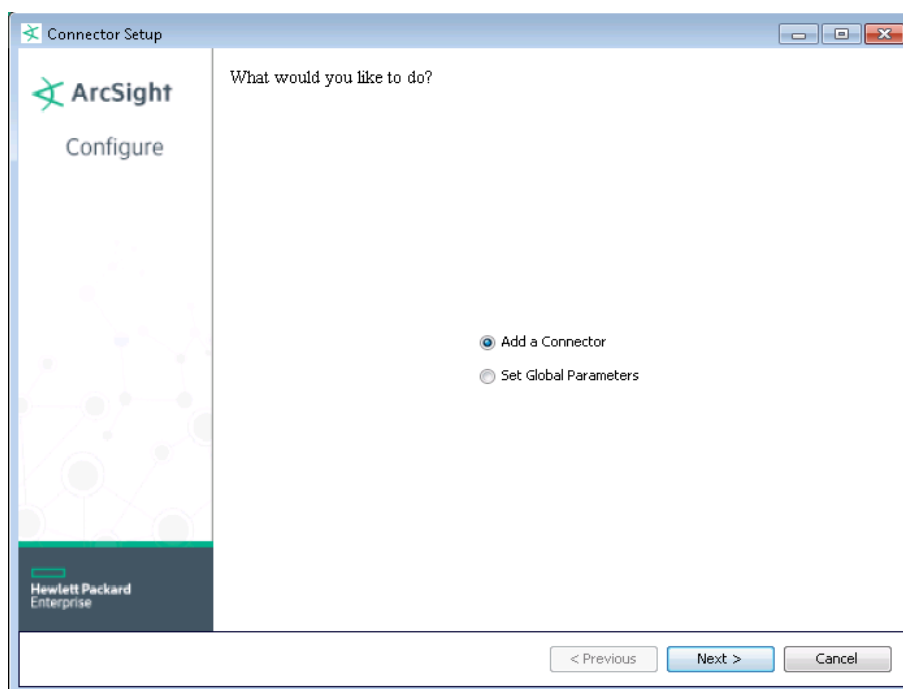 Connector Setup
ArcSight
Configure
What would you like to do?
Add a Connector
Set Global Parameters
Hewlett Packard
Enterprise
< Previous
Next >
Cancel